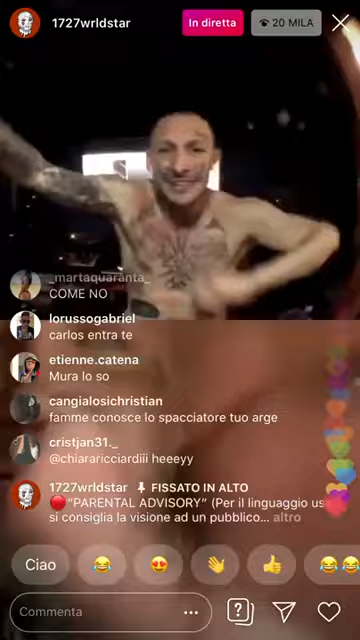 1727wrldstar
In diretta
20 MILA
_martaquaranta_
COME NO
lorussogabriel
carlos entra te
etienne.catena
Mura lo so
cangialosichristian
famme conosce lo spacciatore tuo arge
cristjan31._
@chiararicciardiii heeeyy
1727wrldstar FISSATO IN ALTO
🔴"PARENTAL ADVISORY" (Per il linguaggio us
si consiglia la visione ad un pubblico... altro
Ciao
Commenta